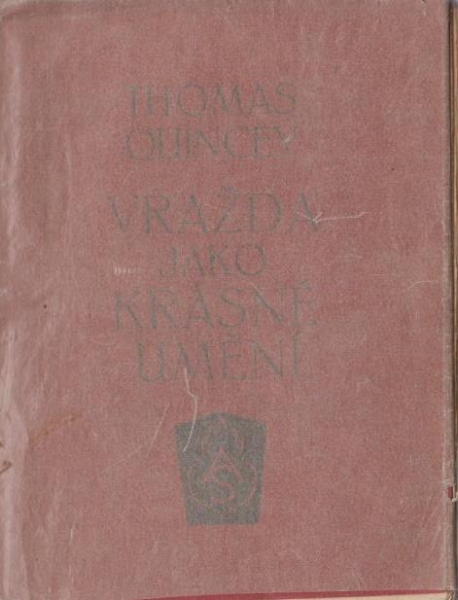 THOMAS
QUINCEY
VRAŽDA
JAKO
KRÁSNÉ
UMĚNÍ